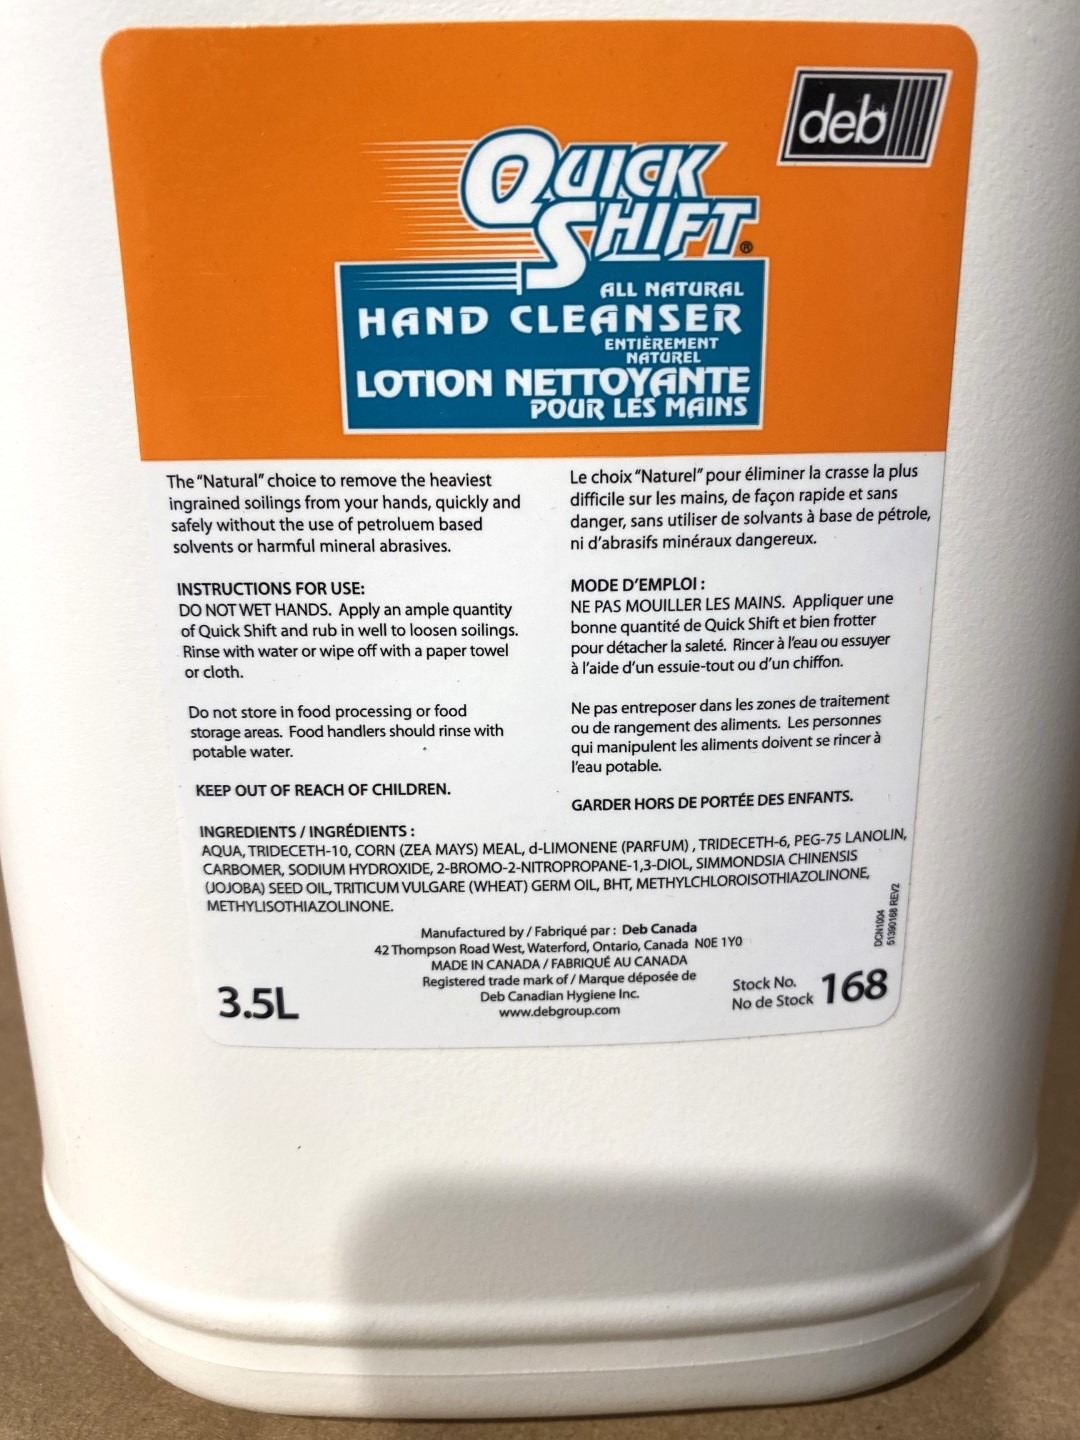 deb
QUICK
SHIFT®
ALL NATURAL
HAND CLEANSER
ENTIÈREMENT
NATUREL
LOTION NETTOYANTE
POUR LES MAINS
The "Natural" choice to remove the heaviest
ingrained soilings from your hands, quickly and
safely without the use of petroluem based
solvents or harmful mineral abrasives.
INSTRUCTIONS FOR USE:
DO NOT WET HANDS. Apply an ample quantity
of Quick Shift and rub in well to loosen soilings.
Rinse with water or wipe off with a paper towel
or cloth.
Do not store in food processing or food
storage areas. Food handlers should rinse with
potable water.
KEEP OUT OF REACH OF CHILDREN.
Le choix "Naturel" pour éliminer la crasse la plus
difficile sur les mains, de façon rapide et sans
danger, sans utiliser de solvants à base de pétrole,
ni d'abrasifs minéraux dangereux.
MODE D'EMPLOI :
NE PAS MOUILLER LES MAINS. Appliquer une
bonne quantité de Quick Shift et bien frotter
pour détacher la saleté. Rincer à l'eau ou essuyer
à l'aide d'un essuie-tout ou d'un chiffon.
Ne pas entreposer dans les zones de traitement
ou de rangement des aliments. Les personnes
qui manipulent les aliments doivent se rincer à
l'eau potable.
GARDER HORS DE PORTÉE DES ENFANTS.
INGREDIENTS / INGRÉDIENTS :
AQUA, TRIDECETH-10, CORN (ZEA MAYS) MEAL, d-LIMONENE (PARFUM) , TRIDECETH-6, PEG-75 LANOLIN,
CARBOMER, SODIUM HYDROXIDE, 2-BROMO-2-NITROPROPANE-1,3-DIOL, SIMMONDSIA CHINENSIS
(JOJOBA) SEED OIL, TRITICUM VULGARE (WHEAT) GERM OIL, BHT, METHYLCHLOROISOTHIAZOLINONE,
METHYLISOTHIAZOLINONE.
Manufactured by / Fabriqué par : Deb Canada
42 Thompson Road West, Waterford, Ontario, Canada N0E 1Y0
MADE IN CANADA / FABRIQUÉ AU CANADA
Registered trade mark of / Marque déposée de
Deb Canadian Hygiene Inc.
www.debgroup.com
3.5L
Stock No.
No de Stock 168
DCN1004
51390168 REV2